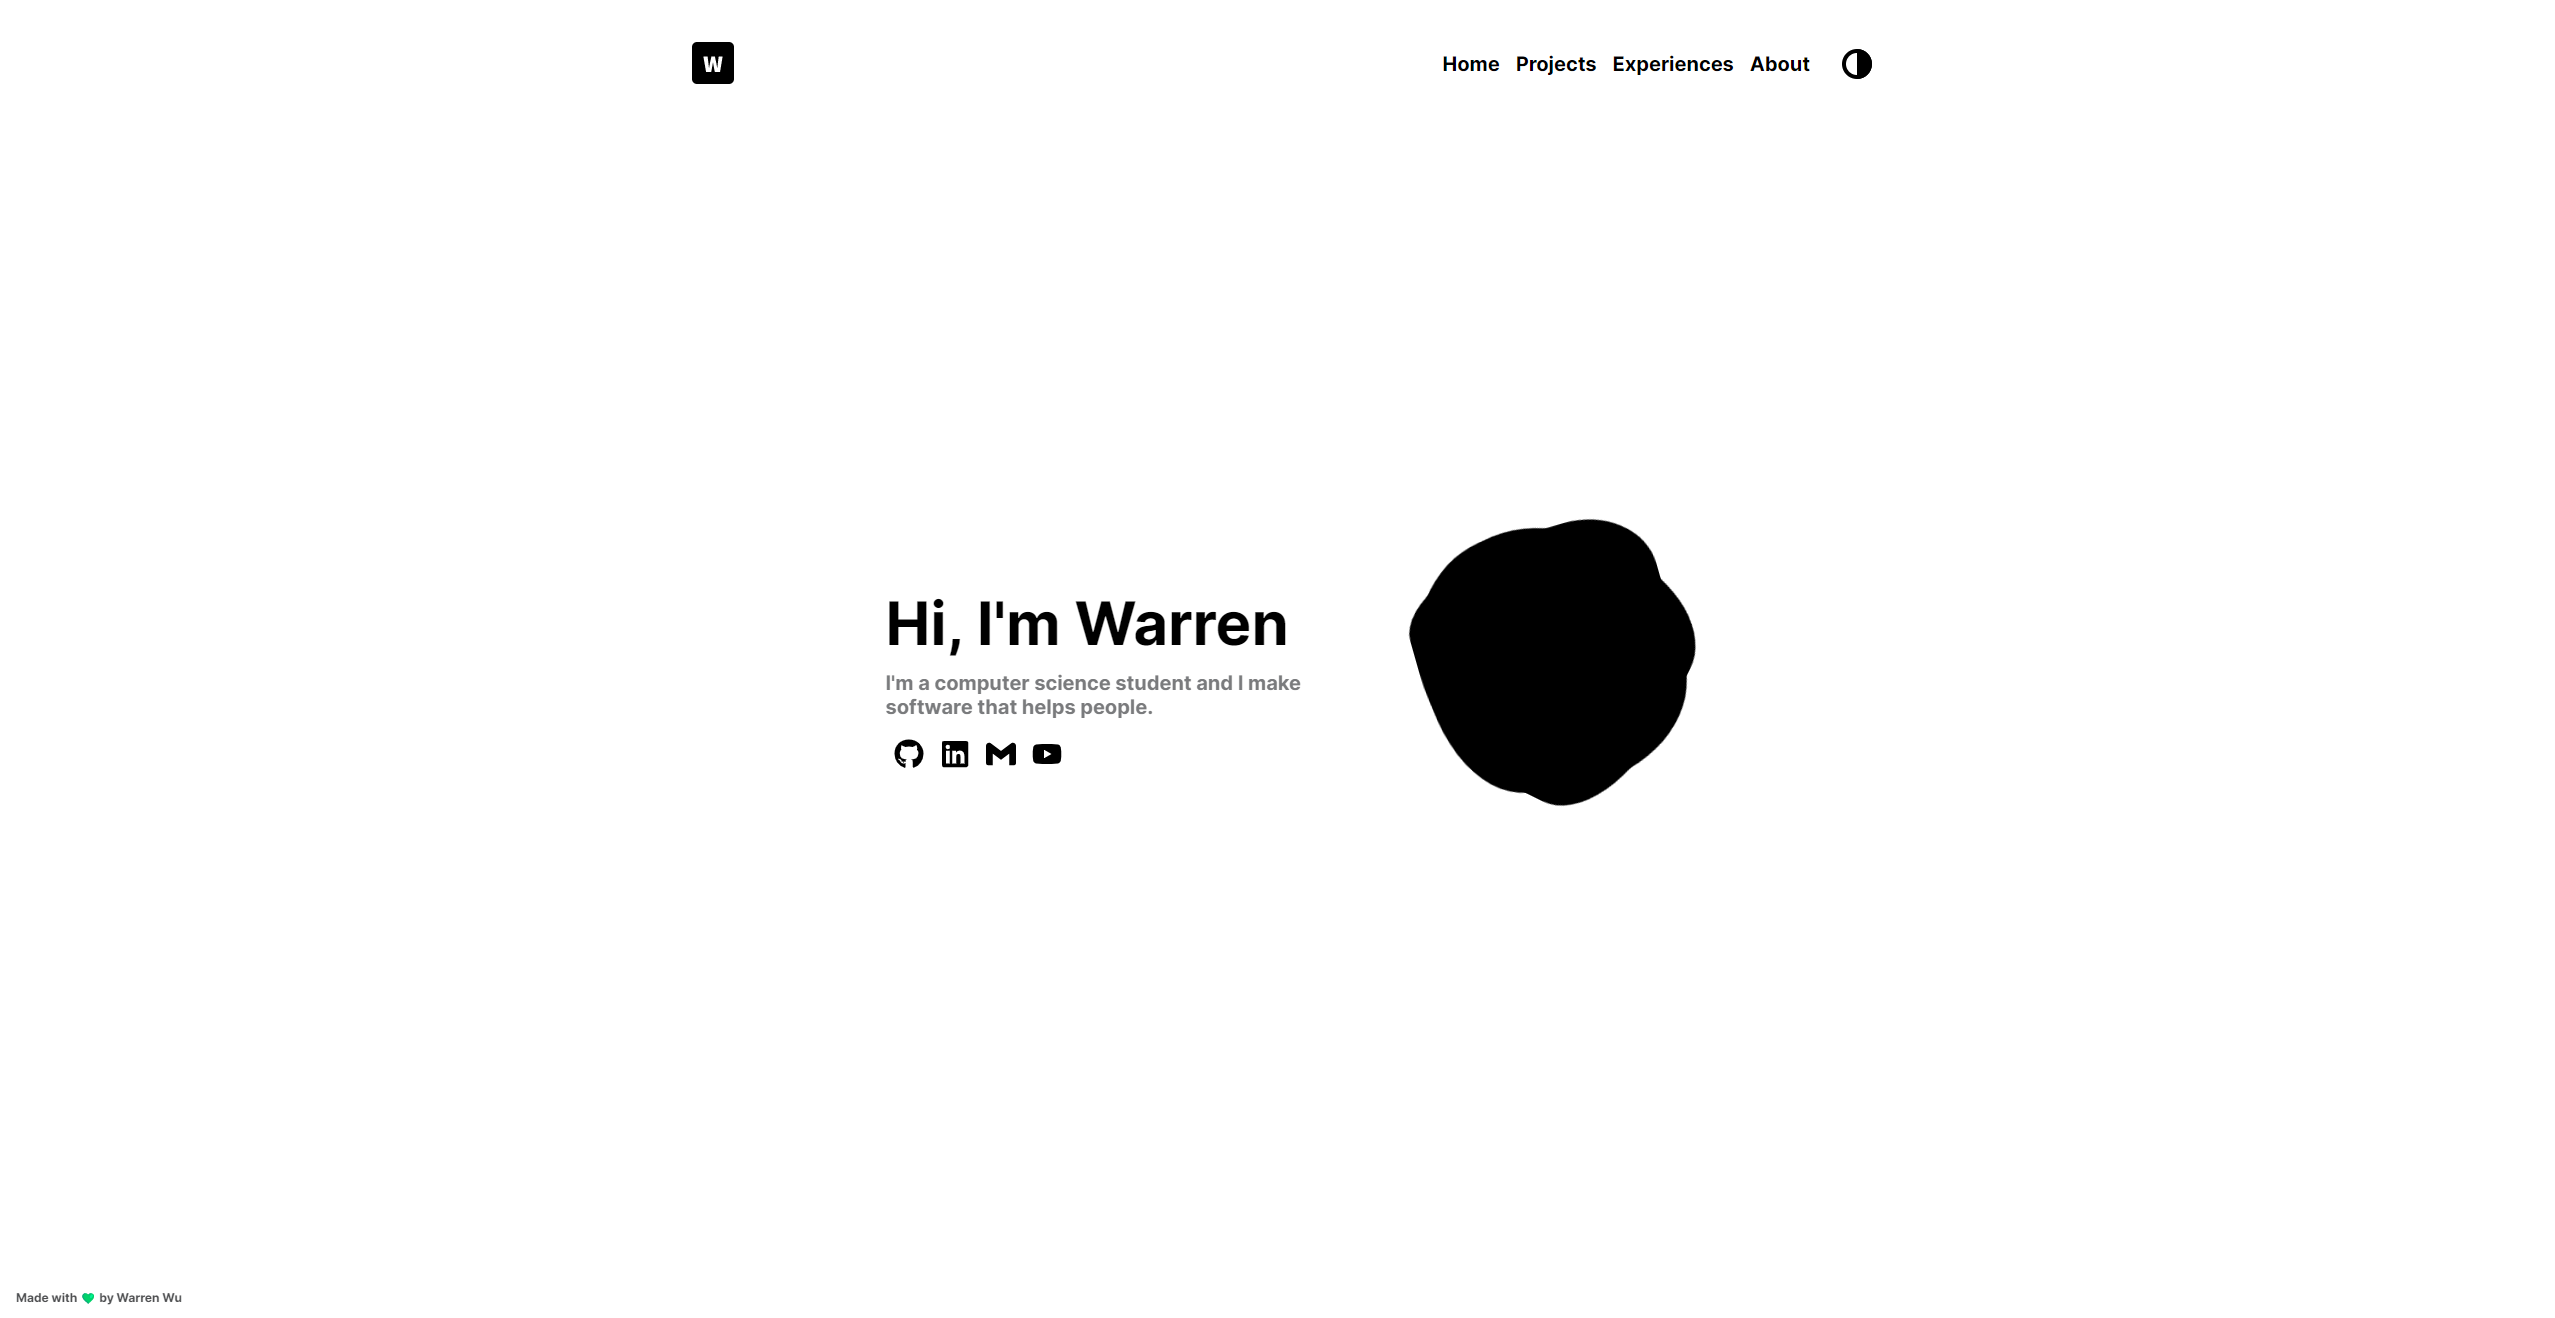 W
Home Projects Experiences About
Hi, I'm Warren
I'm a computer science student and I make
software that helps people.
in
Made with 💚 by Warren Wu